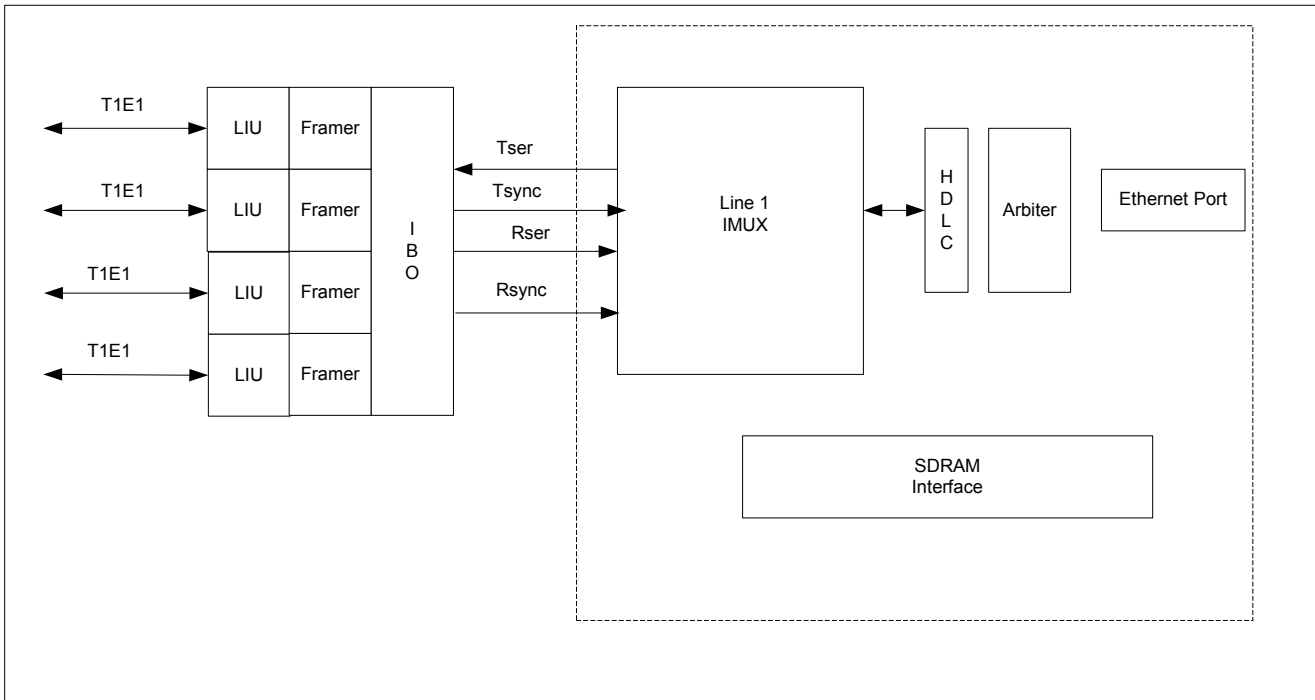 T1E1
LIU
Framer
T1E1
LIU
Framer
T1E1
LIU
Framer
T1E1
LIU
Framer
I
B
O
Tser
Tsync
Rser
Rsync
Line 1
IMUX
H
D
L
C
Arbiter
Ethernet Port
SDRAM
Interface